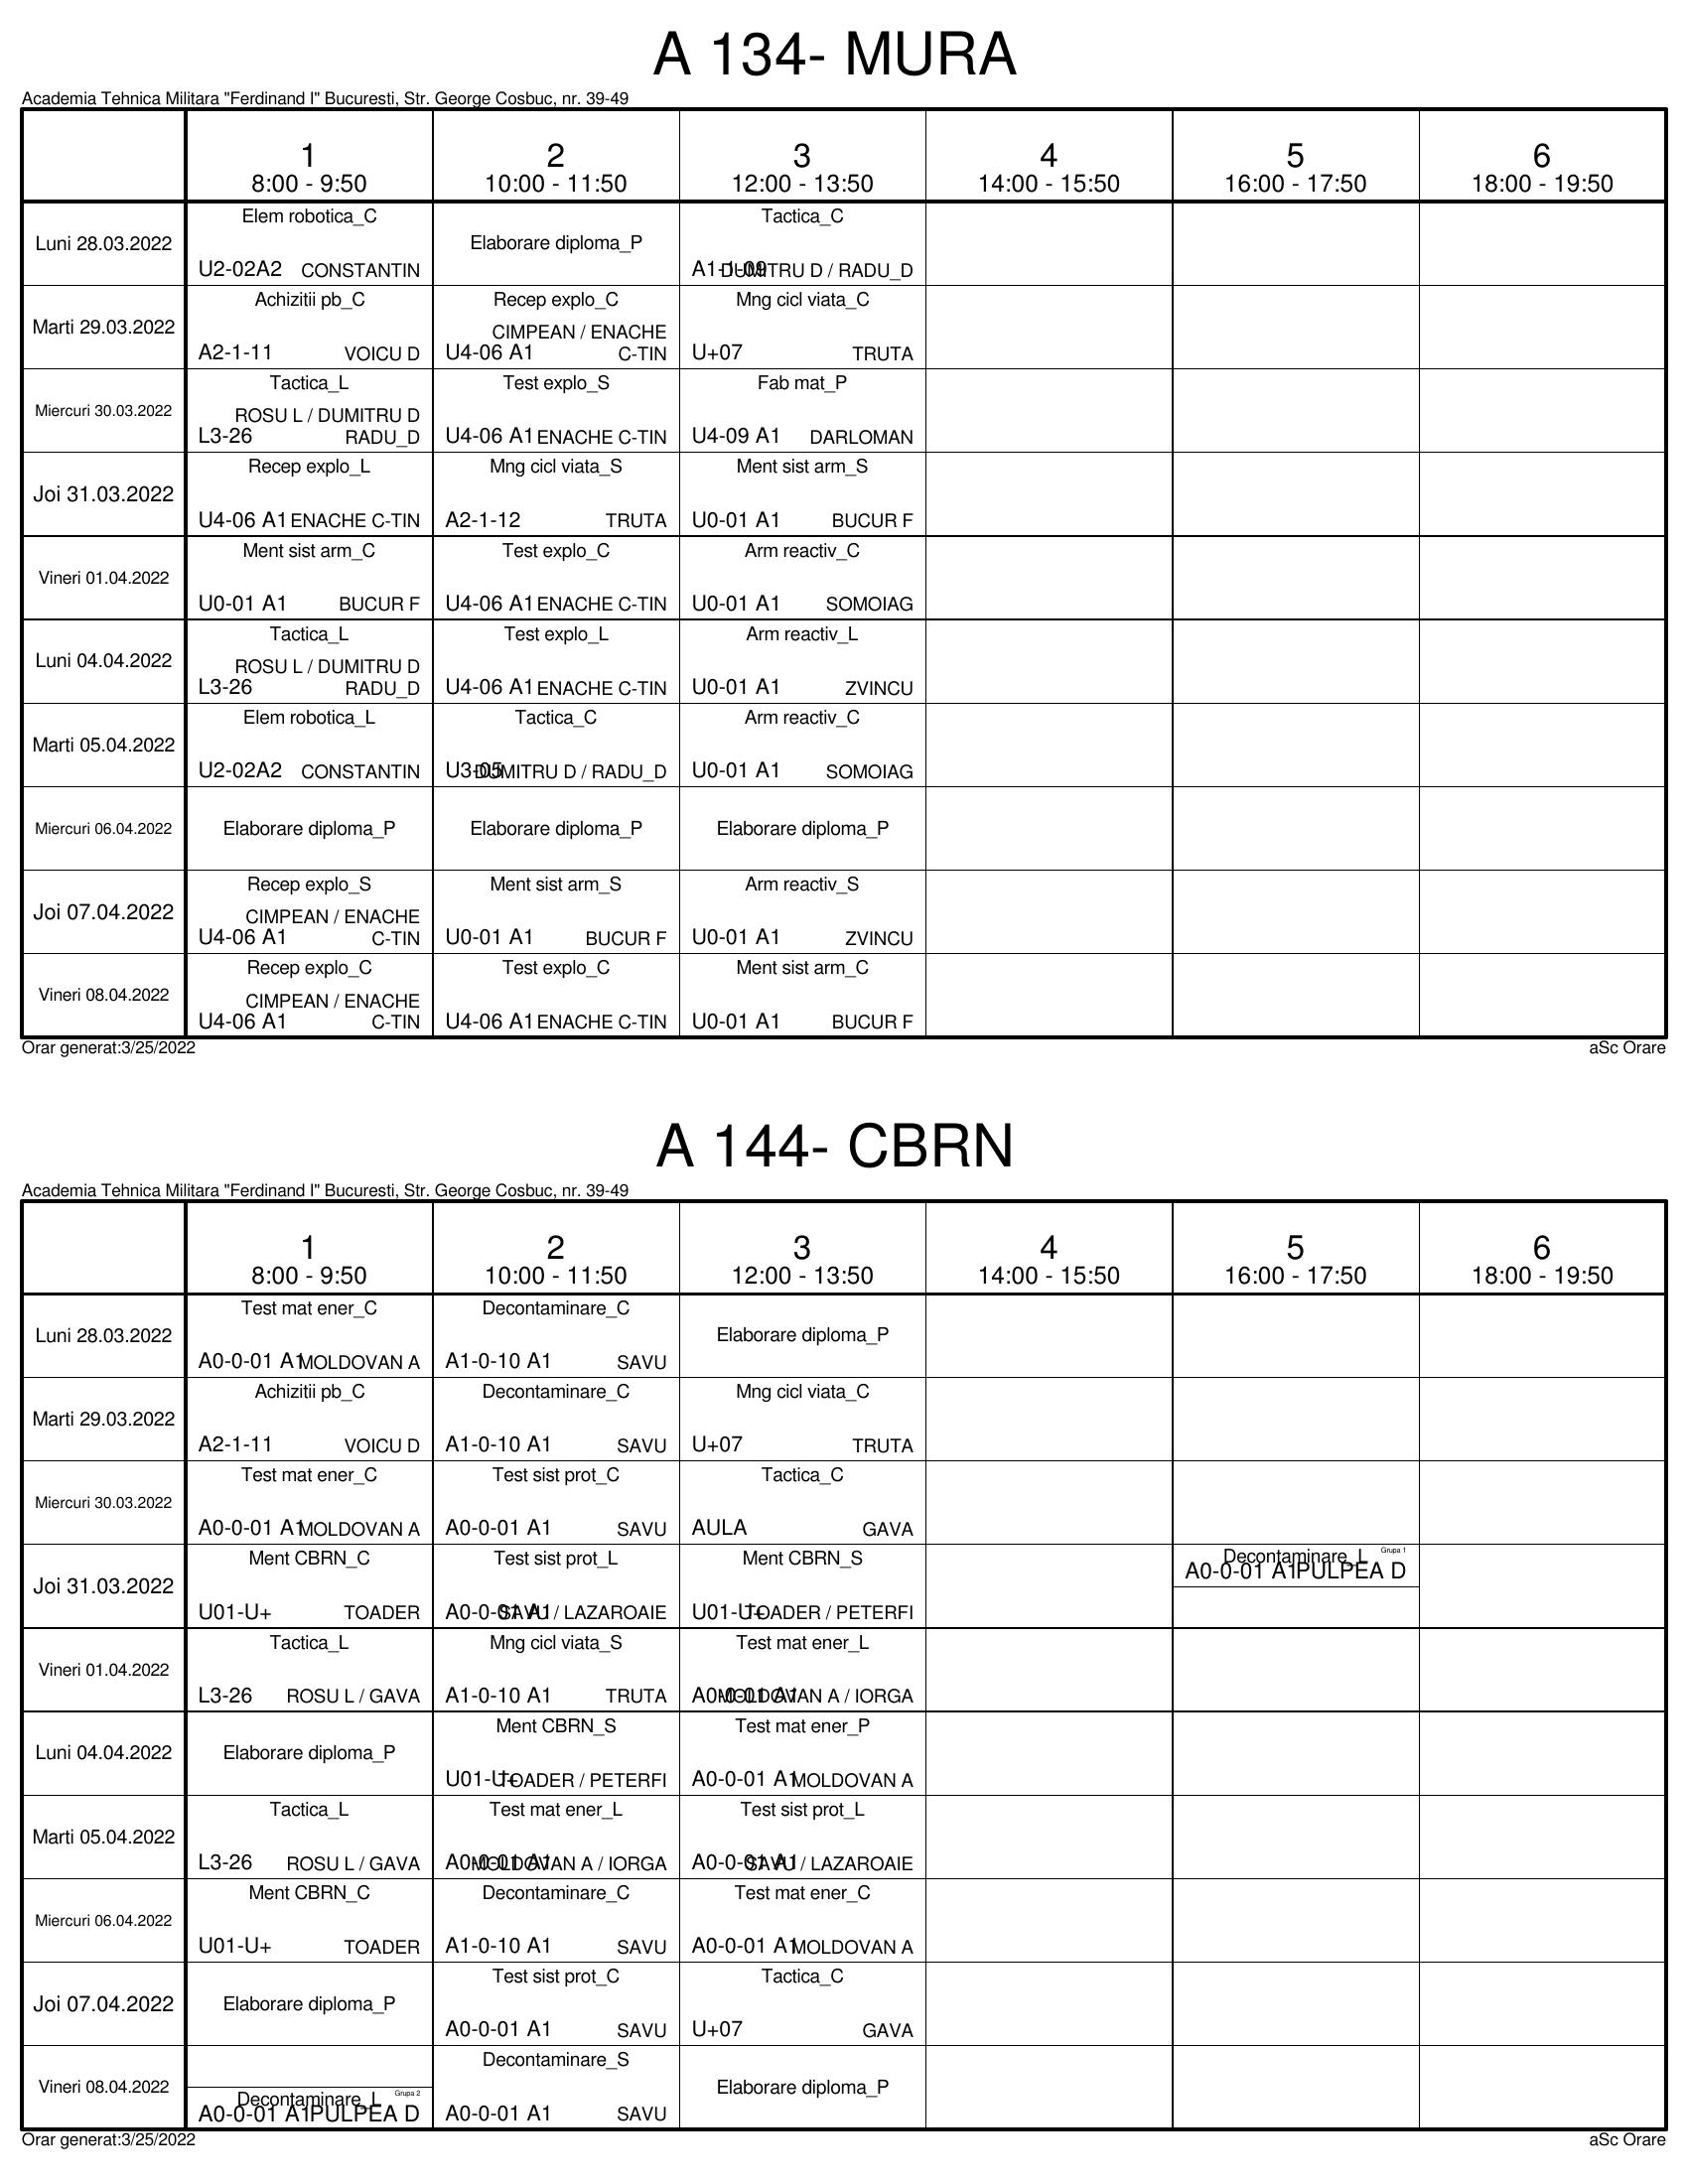 A 134- MURA
Academia Tehnica Militara "Ferdinand I" Bucuresti, Str. George Cosbuc, nr. 39-49
1 2 3 4 5 6
8:00 - 9:50 10:00 - 11:50 12:00 - 13:50 14:00 - 15:50 16:00 - 17:50 18:00 - 19:50
Luni 28.03.2022
Elem robotica_C
U2-02A2 CONSTANTIN
Elaborare diploma_P
Tactica_C
A1-1-09 DUMITRU D / RADU_D
Marti 29.03.2022
Achizitii pb_C
A2-1-11 VOICU D
Recep explo_C
CIMPEAN / ENACHE
U4-06 A1 C-TIN
Mng cicl viata_C
U+07 TRUTA
Miercuri 30.03.2022
Tactica_L
ROSU L / DUMITRU D
L3-26 RADU_D
Test explo_S
U4-06 A1 ENACHE C-TIN
Fab mat_P
U4-09 A1 DARLOMAN
Joi 31.03.2022
Recep explo_L
U4-06 A1 ENACHE C-TIN
Mng cicl viata_S
A2-1-12 TRUTA
Ment sist arm_S
U0-01 A1 BUCUR F
Vineri 01.04.2022
Ment sist arm_C
U0-01 A1 BUCUR F
Test explo_C
U4-06 A1 ENACHE C-TIN
Arm reactiv_C
U0-01 A1 SOMOIAG
Luni 04.04.2022
Tactica_L
ROSU L / DUMITRU D
L3-26 RADU_D
Test explo_L
U4-06 A1 ENACHE C-TIN
Arm reactiv_L
U0-01 A1 ZVINCU
Marti 05.04.2022
Elem robotica_L
U2-02A2 CONSTANTIN
Tactica_C
U3-05 DUMITRU D / RADU_D
Arm reactiv_C
U0-01 A1 SOMOIAG
Miercuri 06.04.2022
Elaborare diploma_P
Elaborare diploma_P
Elaborare diploma_P
Joi 07.04.2022
Recep explo_S
CIMPEAN / ENACHE
U4-06 A1 C-TIN
Ment sist arm_S
U0-01 A1 BUCUR F
Arm reactiv_S
U0-01 A1 ZVINCU
Vineri 08.04.2022
Recep explo_C
CIMPEAN / ENACHE
U4-06 A1 C-TIN
Test explo_C
U4-06 A1 ENACHE C-TIN
Ment sist arm_C
U0-01 A1 BUCUR F
Orar generat:3/25/2022 aSc Orare
A 144- CBRN
Academia Tehnica Militara "Ferdinand I" Bucuresti, Str. George Cosbuc, nr. 39-49
1 2 3 4 5 6
8:00 - 9:50 10:00 - 11:50 12:00 - 13:50 14:00 - 15:50 16:00 - 17:50 18:00 - 19:50
Luni 28.03.2022
Test mat ener_C
A0-0-01 A1 MOLDOVAN A
Decontaminare_C
A1-0-10 A1 SAVU
Elaborare diploma_P
Marti 29.03.2022
Achizitii pb_C
A2-1-11 VOICU D
Decontaminare_C
A1-0-10 A1 SAVU
Mng cicl viata_C
U+07 TRUTA
Miercuri 30.03.2022
Test mat ener_C
A0-0-01 A1 MOLDOVAN A
Test sist prot_C
A0-0-01 A1 SAVU
Tactica_C
AULA GAVA
Joi 31.03.2022
Ment CBRN_C
U01-U+ TOADER
Test sist prot_L
A0-0-01 A1 SAVU / LAZAROAIE
Ment CBRN_S
U01-U+ TOADER / PETERFI
Decontaminare_L Grupa 1
A0-0-01 A1 PULPEA D
Vineri 01.04.2022
Tactica_L
L3-26 ROSU L / GAVA
Mng cicl viata_S
A1-0-10 A1 TRUTA
Test mat ener_L
A0-0-01 A1 MOLDOVAN A / IORGA
Luni 04.04.2022
Elaborare diploma_P
Ment CBRN_S
U01-U+ TOADER / PETERFI
Test mat ener_P
A0-0-01 A1 MOLDOVAN A
Marti 05.04.2022
Tactica_L
L3-26 ROSU L / GAVA
Test mat ener_L
A0-0-01 A1 MOLDOVAN A / IORGA
Test sist prot_L
A0-0-01 A1 SAVU / LAZAROAIE
Miercuri 06.04.2022
Ment CBRN_C
U01-U+ TOADER
Decontaminare_C
A1-0-10 A1 SAVU
Test mat ener_C
A0-0-01 A1 MOLDOVAN A
Joi 07.04.2022
Elaborare diploma_P
Test sist prot_C
A0-0-01 A1 SAVU
Tactica_C
U+07 GAVA
Vineri 08.04.2022
Decontaminare_L Grupa 2
A0-0-01 A1 PULPEA D
Decontaminare_S
A0-0-01 A1 SAVU
Elaborare diploma_P
Orar generat:3/25/2022 aSc Orare